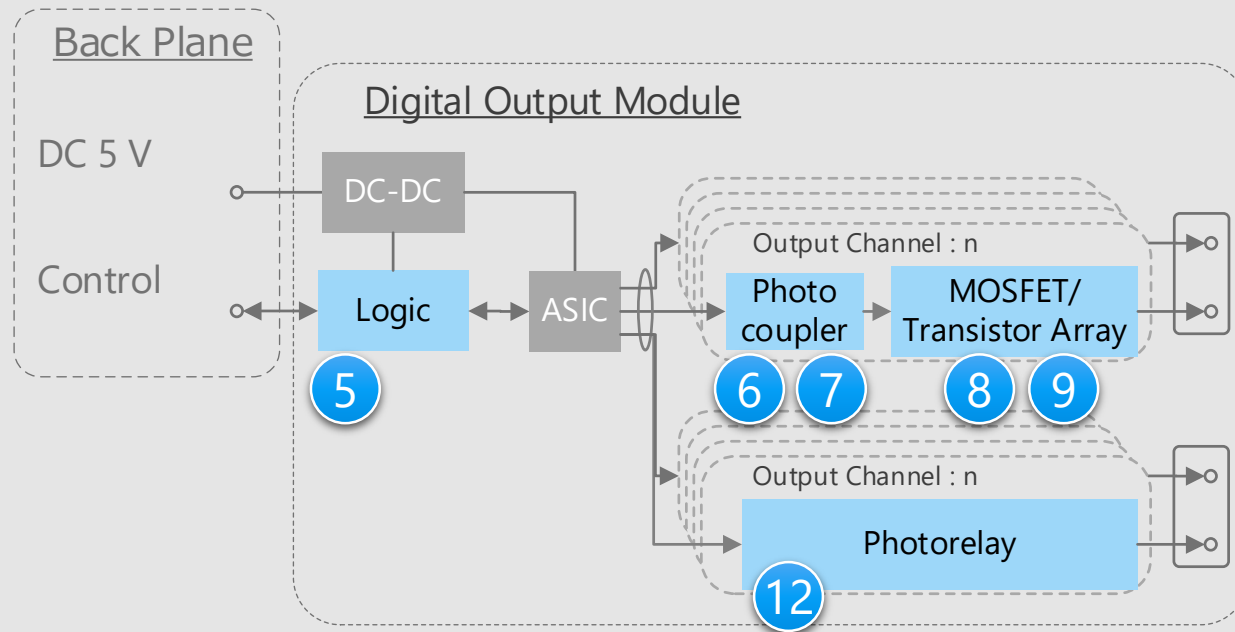 Back Plane
Digital Output Module
DC 5 V
DC-DC
Control
Logic
ASIC
Output Channel : n
Photo
coupler
MOSFET/
Transistor Array
5
6
7
8
9
Output Channel : n
Photorelay
12